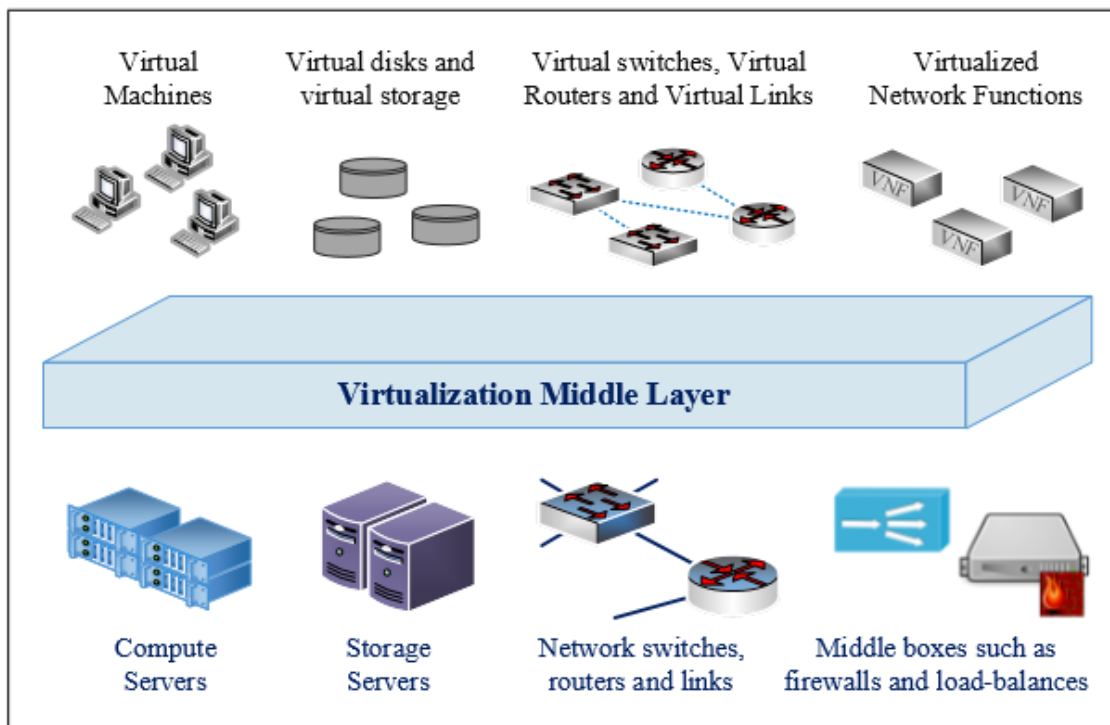 Virtual
Machines
Virtual disks and
virtual storage
Virtual switches, Virtual
Routers and Virtual Links
Virtualized
Network Functions
VNF
VNF
VNF
Virtualization Middle Layer
Compute
Servers
Storage
Servers
Network switches,
routers and links
Middle boxes such as
firewalls and load-balances